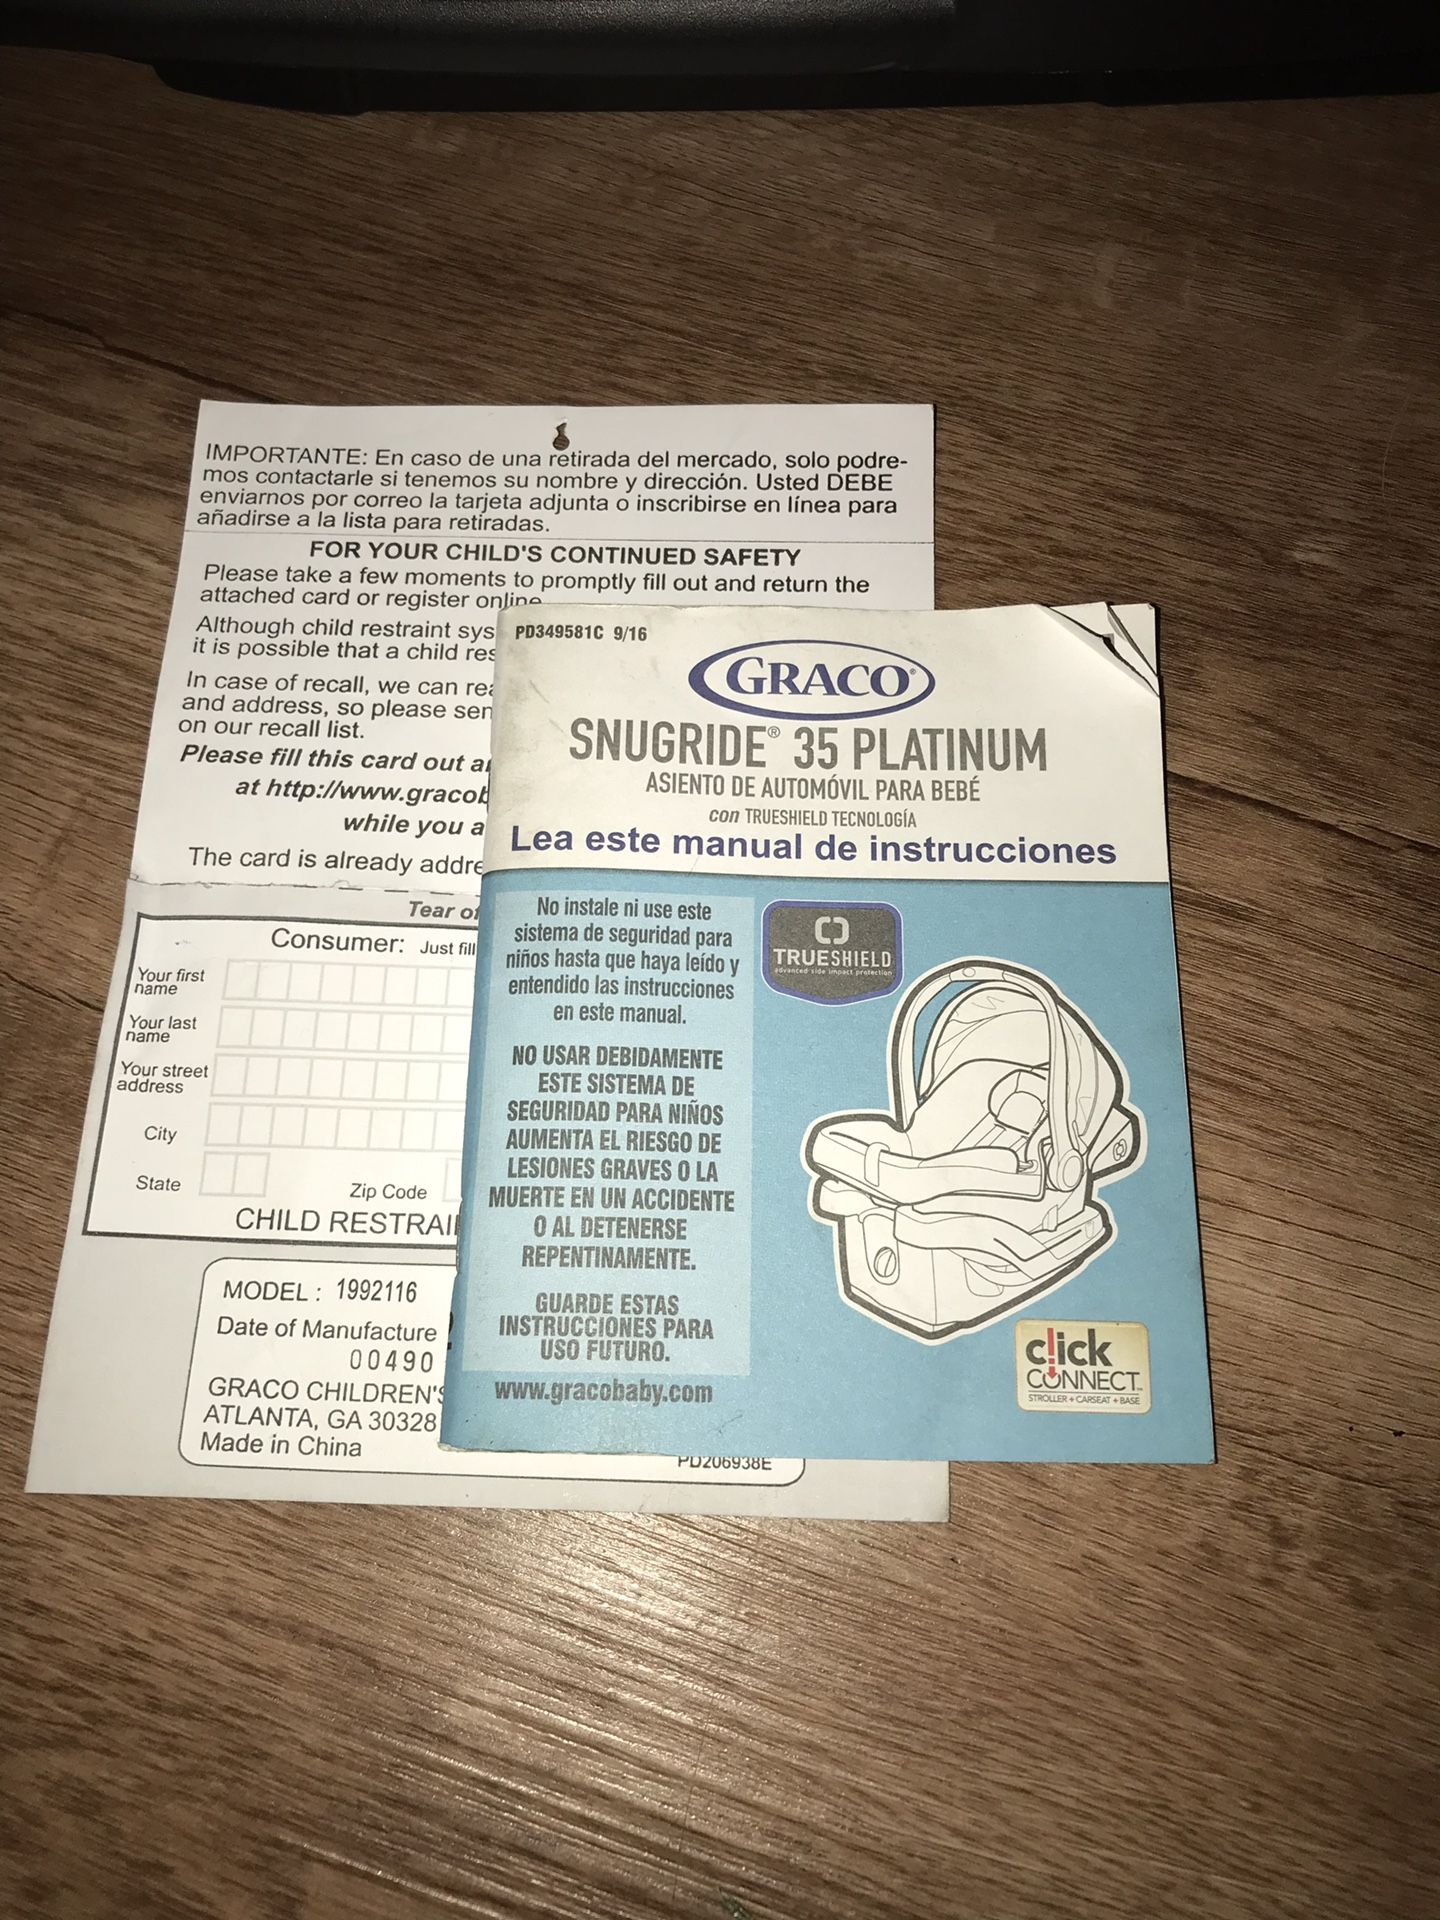 IMPORTANTE: En caso de una retirada del mercado, solo podre-
mos contactarle si tenemos su nombre y dirección. Usted DEBE
enviarnos por correo la tarjeta adjunta o inscribirse en línea para
añadirse a la lista para retiradas.
FOR YOUR CHILD'S CONTINUED SAFETY
Please take a few moments to promptly fill out and return the
attached card or register online
Although child restraint sys
it is possible that a child res
In case of recall, we can rea
and address, so please sen
on our recall list.
Please fill this card out a
at http://www.gracob
while you a
The card is already addre
Tear of
Consumer: Just fill
Your first
name
Your last
name
Your street
address
City
State
Zip Code
CHILD RESTRAI
MODEL : 1992116
Date of Manufacture
00490
GRACO CHILDREN'S
ATLANTA, GA 30328
Made in China
PD206938E
PD349581C 9/16
GRACO®
SNUGRIDE® 35 PLATINUM
ASIENTO DE AUTOMÓVIL PARA BEBÉ
con TRUESHIELD TECNOLOGÍA
Lea este manual de instrucciones
No instale ni use este
sistema de seguridad para
niños hasta que haya leído y
entendido las instrucciones
en este manual.
NO USAR DEBIDAMENTE
ESTE SISTEMA DE
SEGURIDAD PARA NIÑOS
AUMENTA EL RIESGO DE
LESIONES GRAVES O LA
MUERTE EN UN ACCIDENTE
O AL DETENERSE
REPENTINAMENTE.
GUARDE ESTAS
INSTRUCCIONES PARA
USO FUTURO.
www.gracobaby.com
TRUESHIELD
advanced side impact protection
click
CONNECT™
STROLLER + CARSEAT + BASE